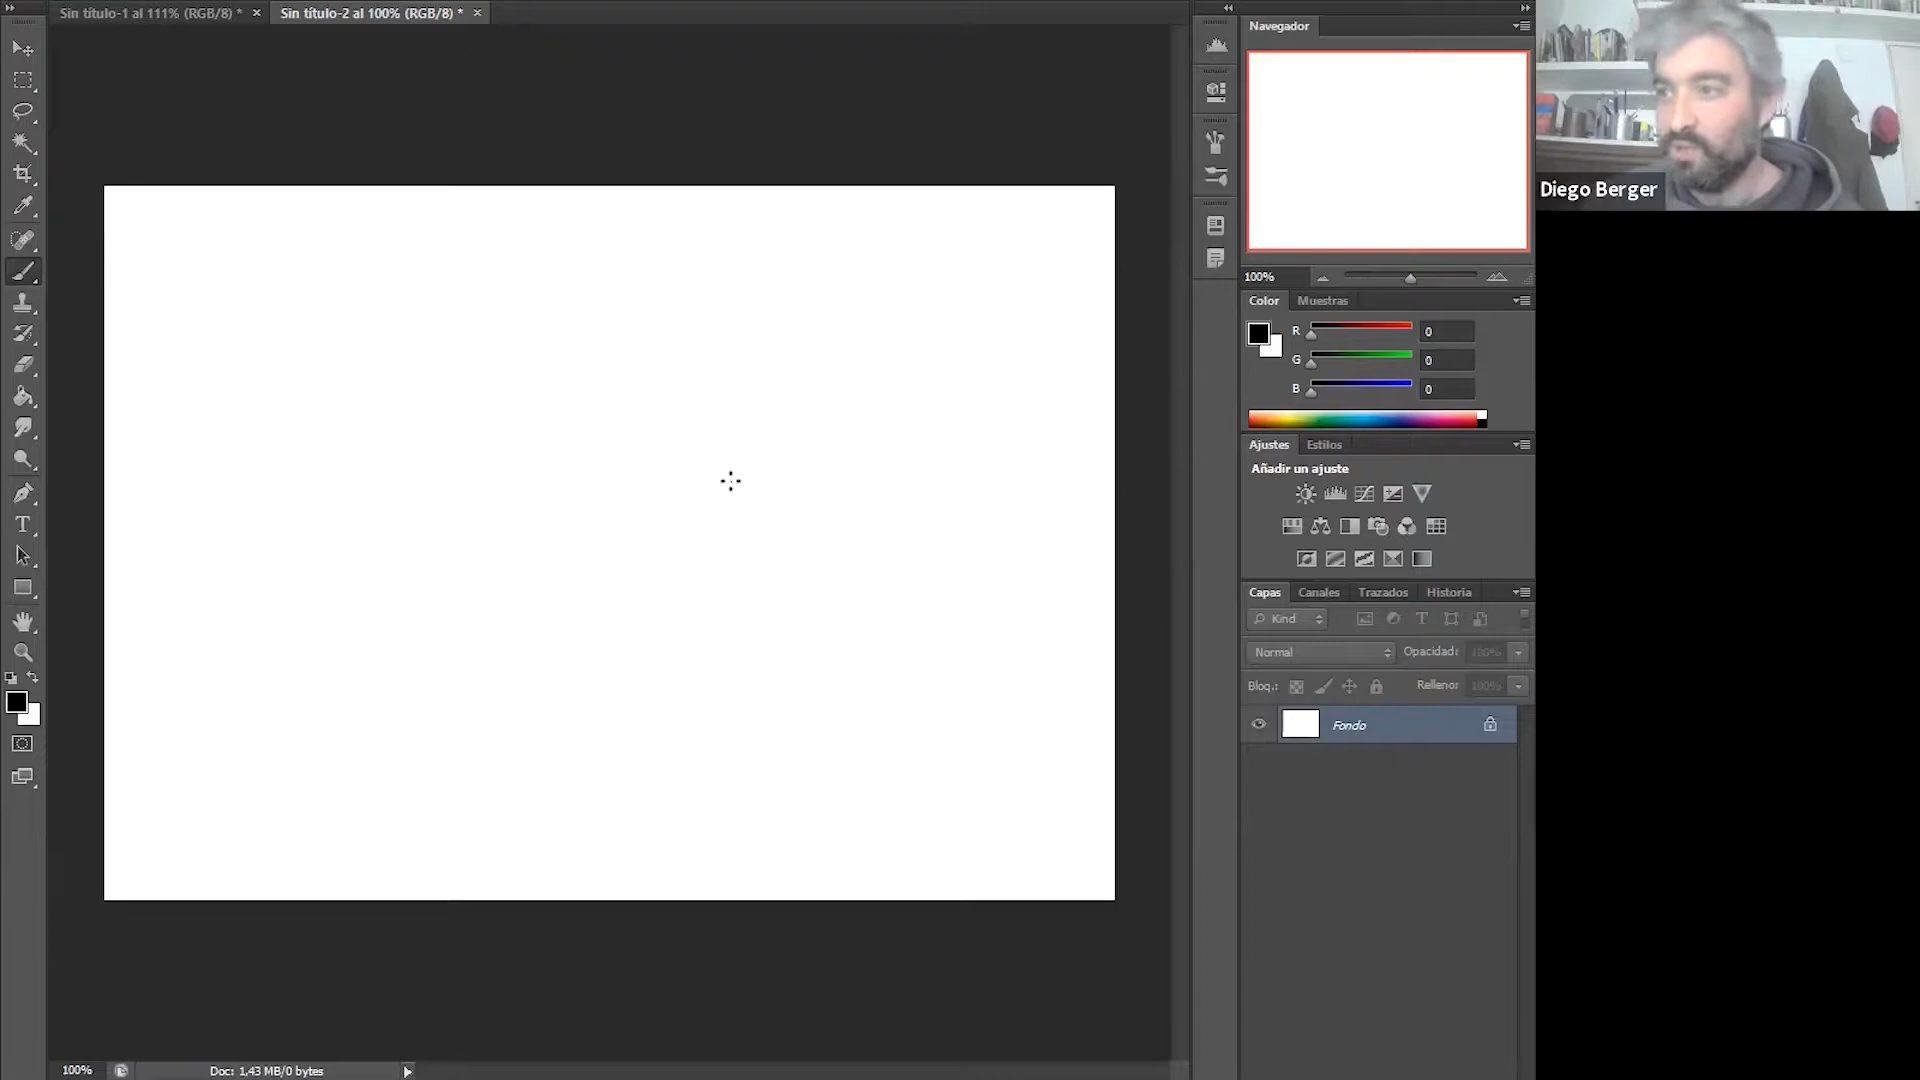 Sin título-1 al 111% (RGB/8) * ×
Sin título-2 al 100% (RGB/8) * ×
Navegador
Diego Berger
100%
Color Muestras
R 0
G 0
B 0
Ajustes Estilos
Añadir un ajuste
Capas Canales Trazados Historia
Kind
Normal Opacidad: 100%
Bloq.: Relleno: 100%
Fondo
100% Doc: 1,43 MB/0 bytes